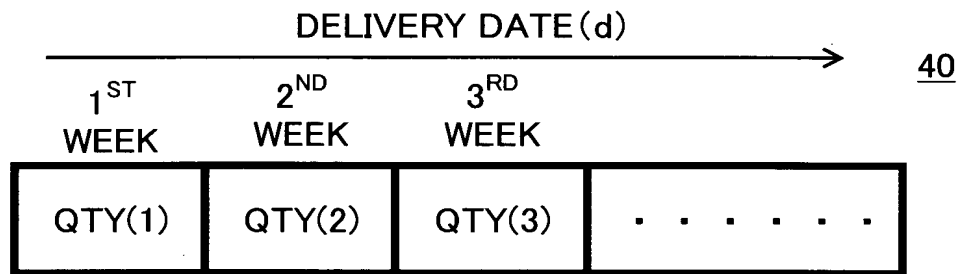 DELIVERY DATE(d)
40
1ST 2ND 3RD
WEEK WEEK WEEK
QTY(1) QTY(2) QTY(3) . . . . . .